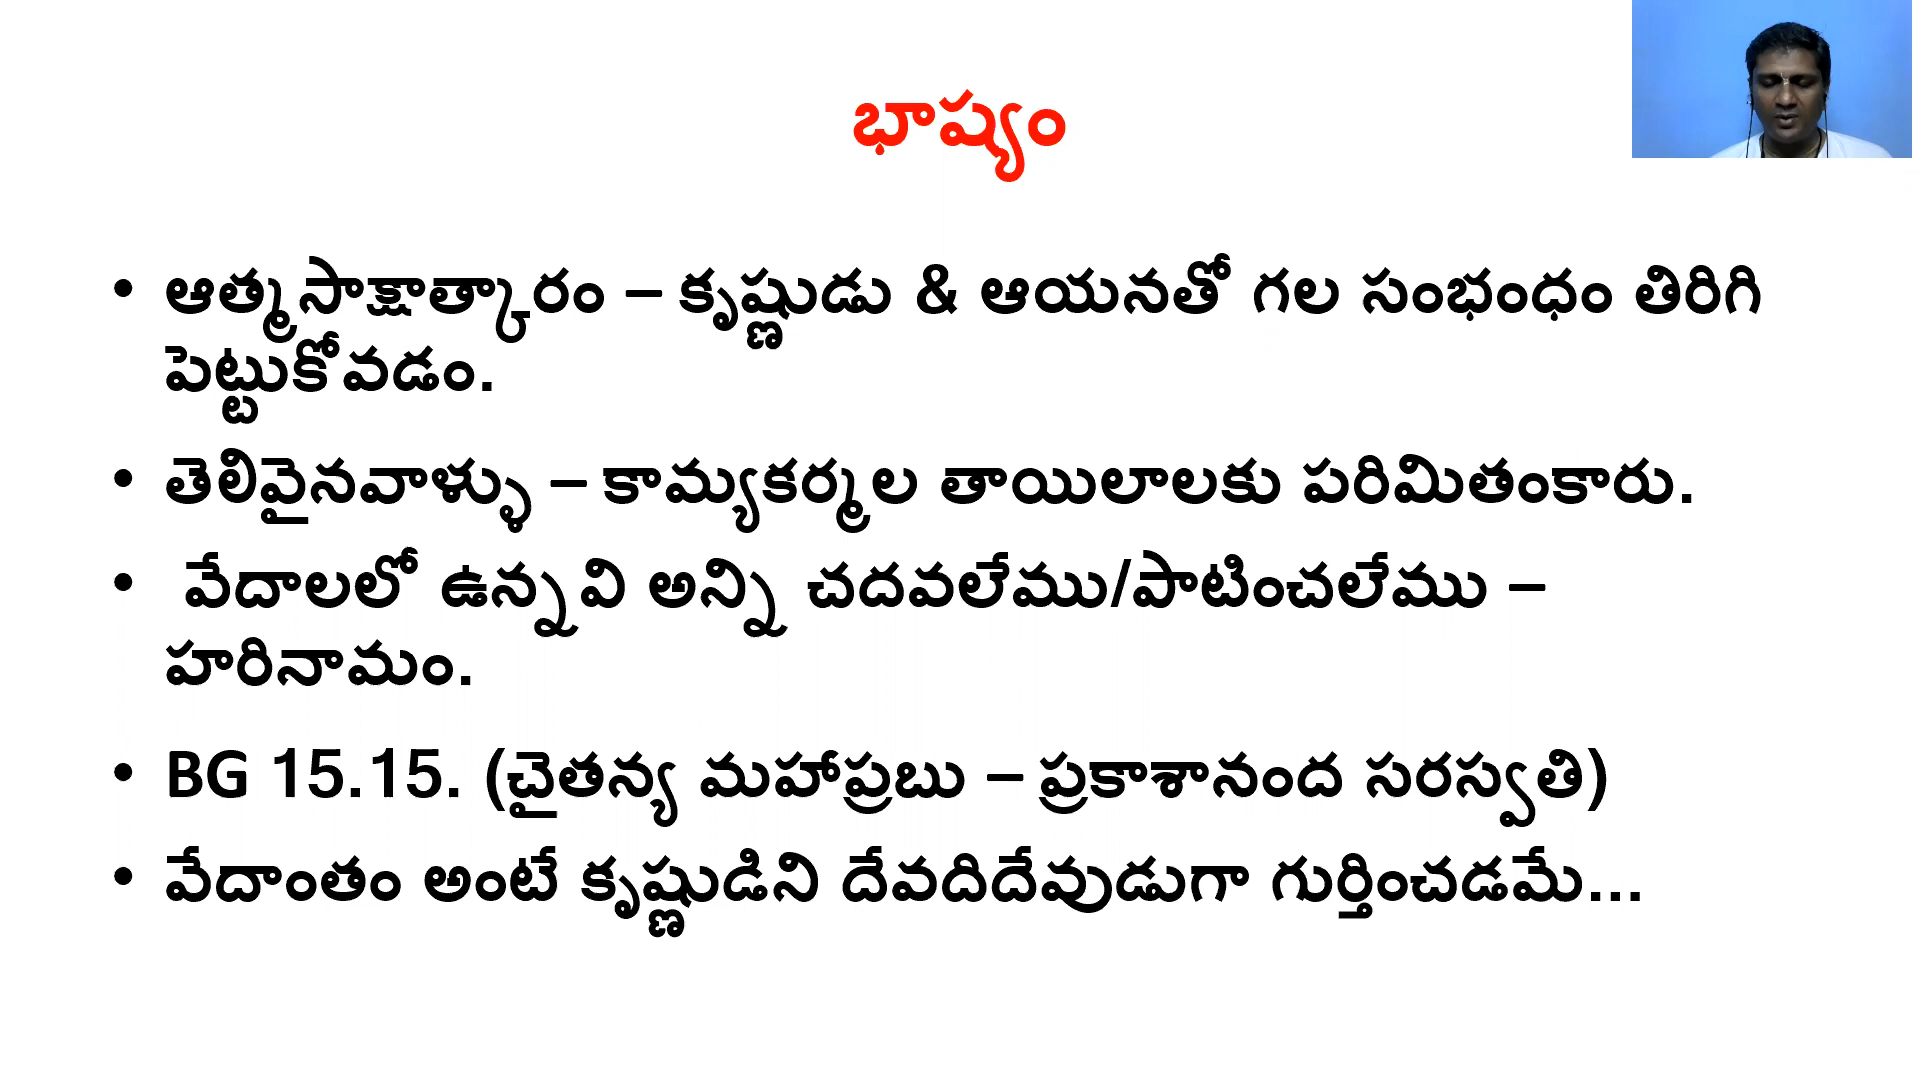 భాష్యం
• ఆత్మసాక్షాత్కారం – కృష్ణుడు & ఆయనతో గల సంభంధం తిరిగి
పెట్టుకోవడం.
• తెలివైనవాళ్ళు – కామ్యకర్మల తాయిలాలకు పరిమితంకారు.
• వేదాలలో ఉన్నవి అన్ని చదవలేము/పాటించలేము –
హరినామం.
• BG 15.15. (చైతన్య మహాప్రబు – ప్రకాశానంద సరస్వతి)
• వేదాంతం అంటే కృష్ణుడిని దేవదిదేవుడుగా గుర్తించడమే...